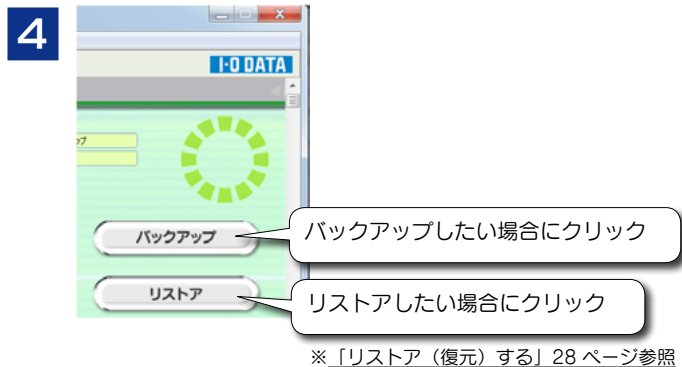 4
I-O DATA
バックアップ
バックアップしたい場合にクリック
リストア
リストアしたい場合にクリック
※「リストア（復元）する」28 ページ参照